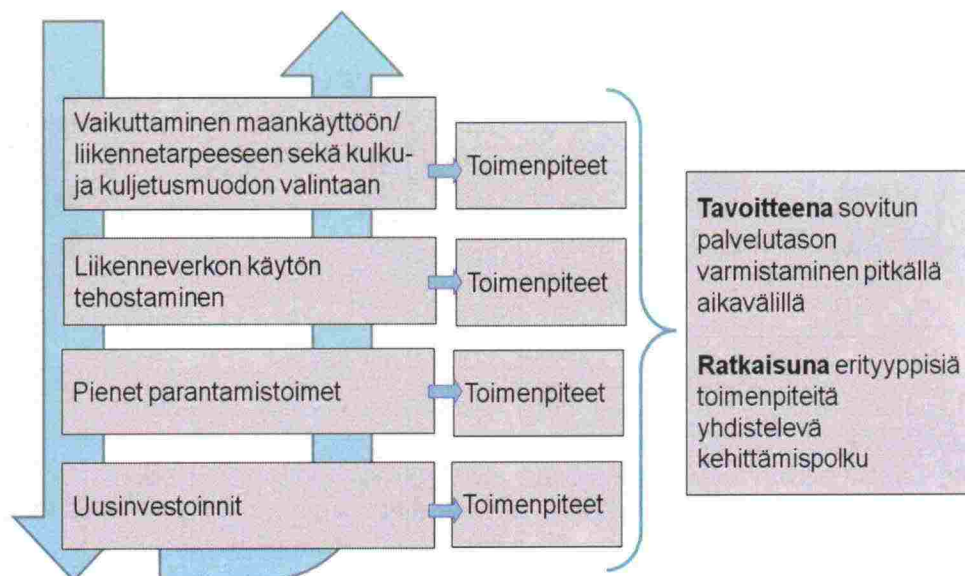 Vaikuttaminen maankäyttöön/
liikennetarpeeseen sekä kulku-
ja kuljetusmuodon valintaan
Toimenpiteet
Liikenneverkon käytön
tehostaminen
Toimenpiteet
Pienet parantamistoimet
Toimenpiteet
Uusinvestoinnit
Toimenpiteet
Tavoitteena sovitun
palvelutason
varmistaminen pitkällä
aikavälillä
Ratkaisuna erityyppisiä
toimenpiteitä
yhdistelevä
kehittämispolku